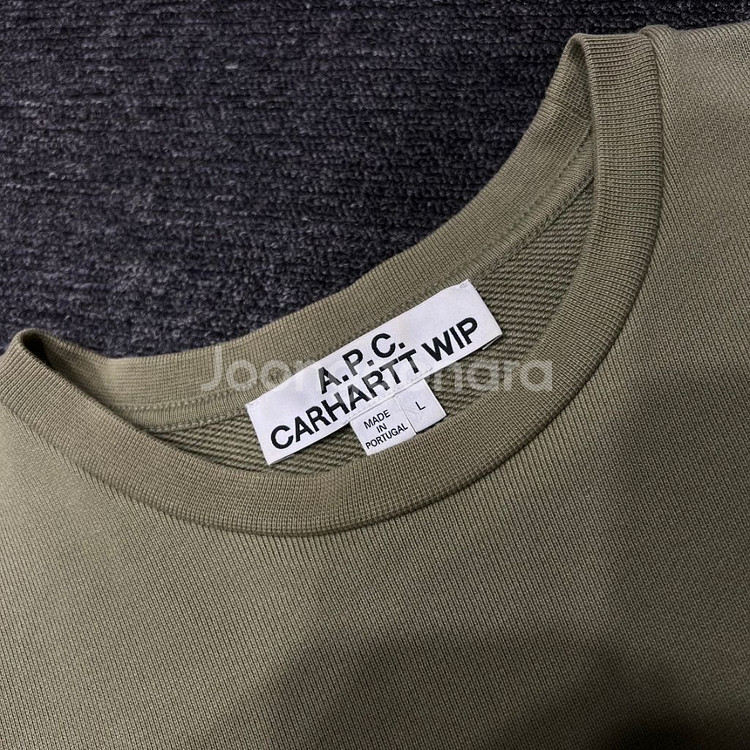 A.P.C.
CARHARTT WIP
MADE
IN
PORTUGAL
L